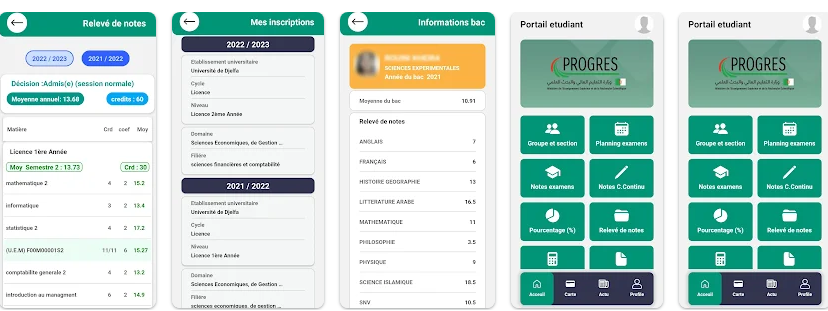 Relevé de notes
2022 / 2023
2021 / 2022
Décision :Admis(e) (session normale)
Moyenne annuel: 13.68
credits : 60
Matière Crd coef Moy
Licence 1ère Année
Moy Semestre 2 : 13.73
Crd : 30
mathematique 2 4 2 15.2
informatique 3 2 13.4
statistique 2 4 2 17.2
(U.E.M) F00M0000152 11/11 6 15.27
comptabilite generale 2 4 2 13.2
introduction au managment 6 2 14.9
Mes inscriptions
2022 / 2023
Etablissement universitaire
Université de Djelfa
Cycle
Licence
Niveau
Licence 2ème Année
Domaine
Sciences Economiques, de Gestion ...
Filière
sciences financières et comptabilité
2021 / 2022
Etablissement universitaire
Université de Djelfa
Cycle
Licence
Niveau
Licence 1ère Année
Domaine
Sciences Economiques, de Gestion ...
Filière
sciences economiques, de gestion ...
Informations bac
SCIENCES EXPERIMENTALES
Année du bac 2021
Moyenne du bac 10.91
Relevé de notes
ANGLAIS 7
FRANÇAIS 6
HISTOIRE GEOGRAPHIE 13
LITTERATURE ARABE 16.5
MATHEMATIQUE 11
PHILOSOPHIE 3.5
PHYSIQUE 9
SCIENCE ISLAMIQUE 18.5
SNV 10.5
Portail etudiant
PROGRES
وزارة التعليم العالي والبحث العلمي
Ministère de l'Enseignement Supérieur et de la Recherche Scientifique
Groupe et section
Planning examens
Notes examens
Notes C.Continu
Pourcentage (%)
Relevé de notes
Acceuil
Carte
Actu
Profile
Portail etudiant
PROGRES
وزارة التعليم العالي والبحث العلمي
Ministère de l'Enseignement Supérieur et de la Recherche Scientifique
Groupe et section
Planning examens
Notes examens
Notes C.Continu
Pourcentage (%)
Relevé de notes
Acceuil
Carte
Actu
Profile